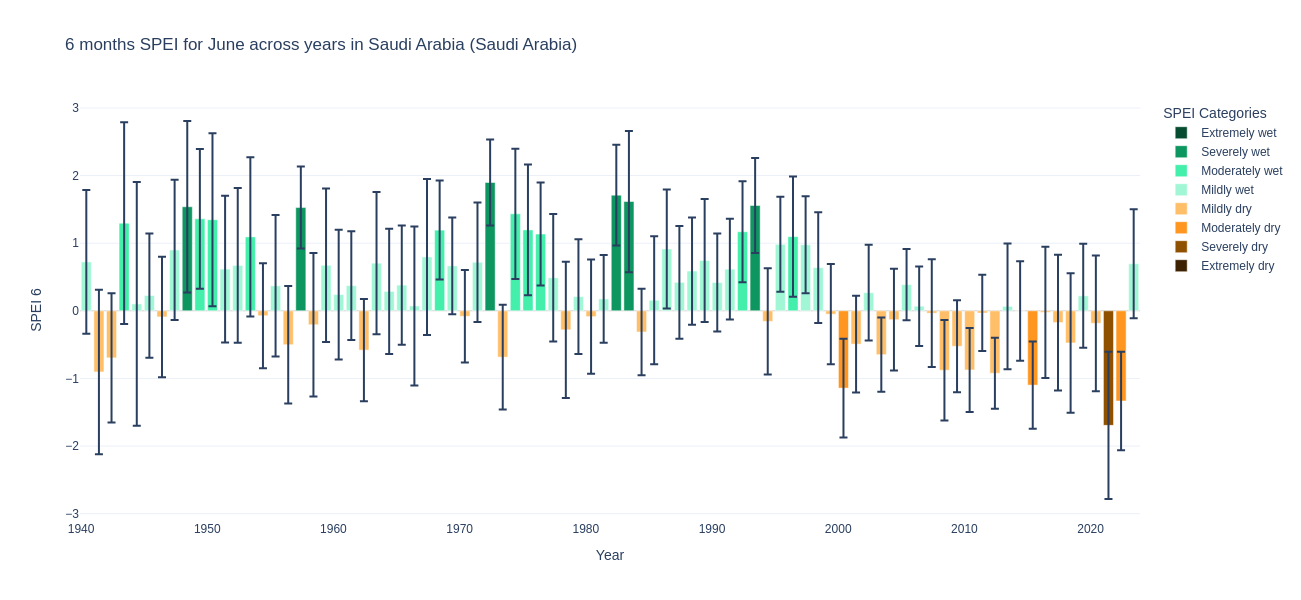 6 months SPEI for June across years in Saudi Arabia (Saudi Arabia)
SPEI Categories
Extremely wet
Severely wet
Moderately wet
Mildly wet
Mildly dry
Moderately dry
Severely dry
Extremely dry
3
2
1
0
−1
−2
−3
SPEI 6
1940 1950 1960 1970 1980 1990 2000 2010 2020
Year